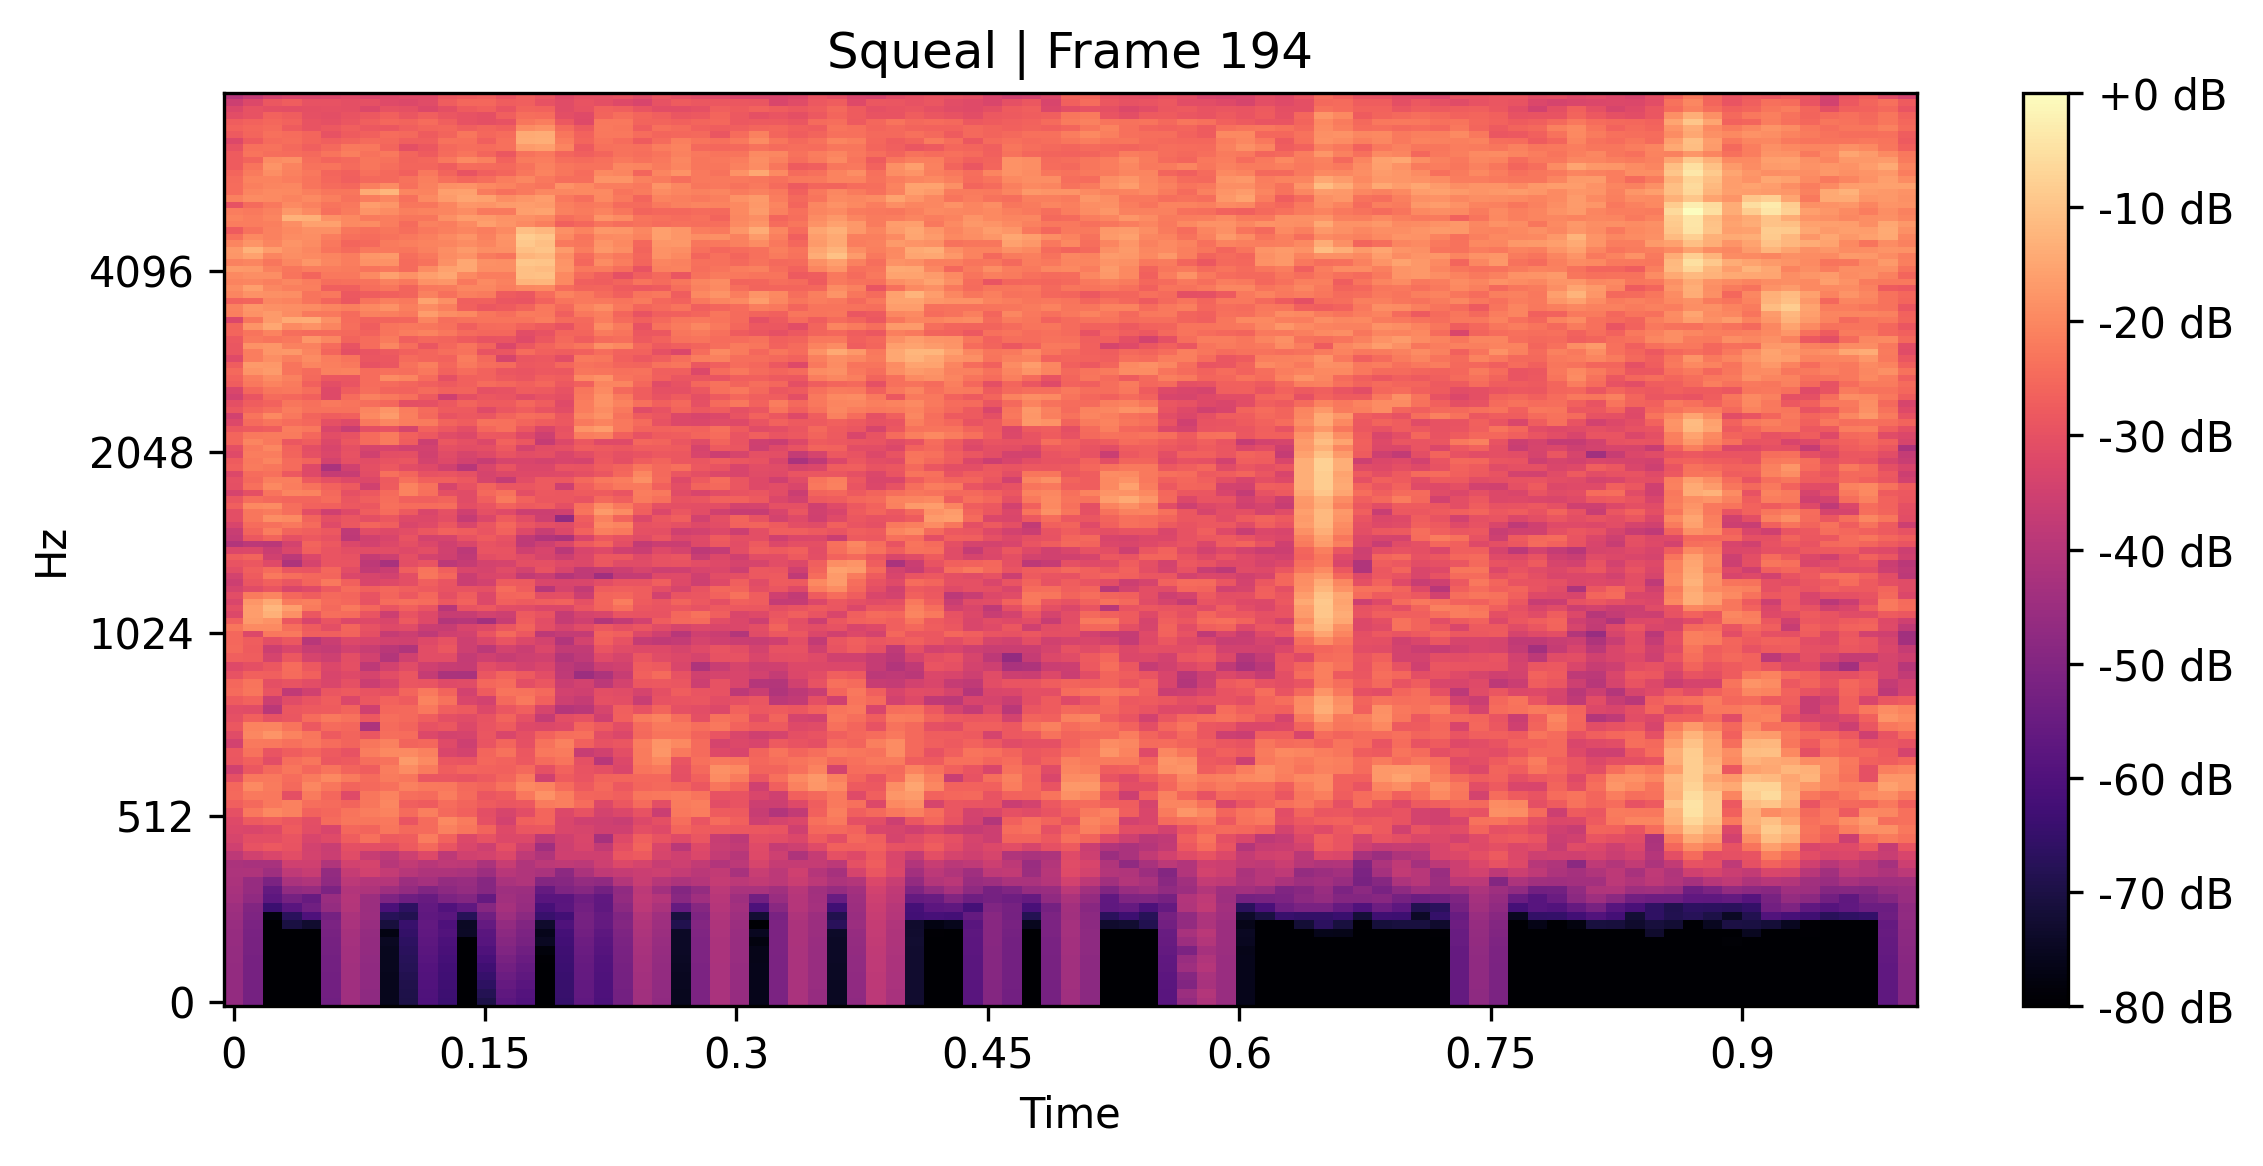 Squeal | Frame 194
+0 dB
-10 dB
-20 dB
-30 dB
-40 dB
-50 dB
-60 dB
-70 dB
-80 dB
Hz
4096
2048
1024
512
0
0 0.15 0.3 0.45 0.6 0.75 0.9
Time